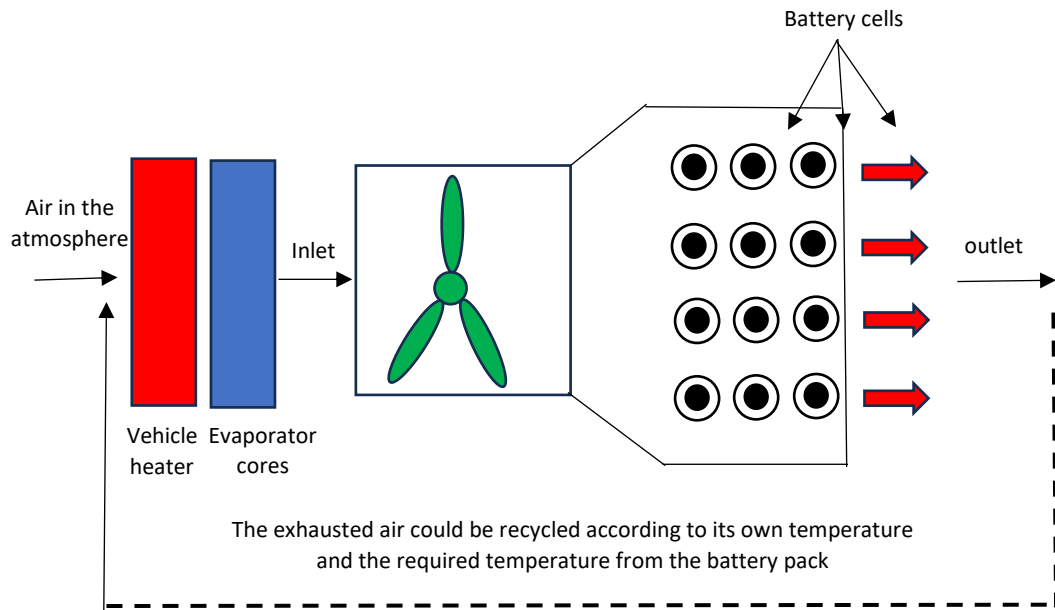 Battery cells
Air in the
atmosphere
Inlet
outlet
Vehicle
heater
Evaporator
cores
The exhausted air could be recycled according to its own temperature
and the required temperature from the battery pack